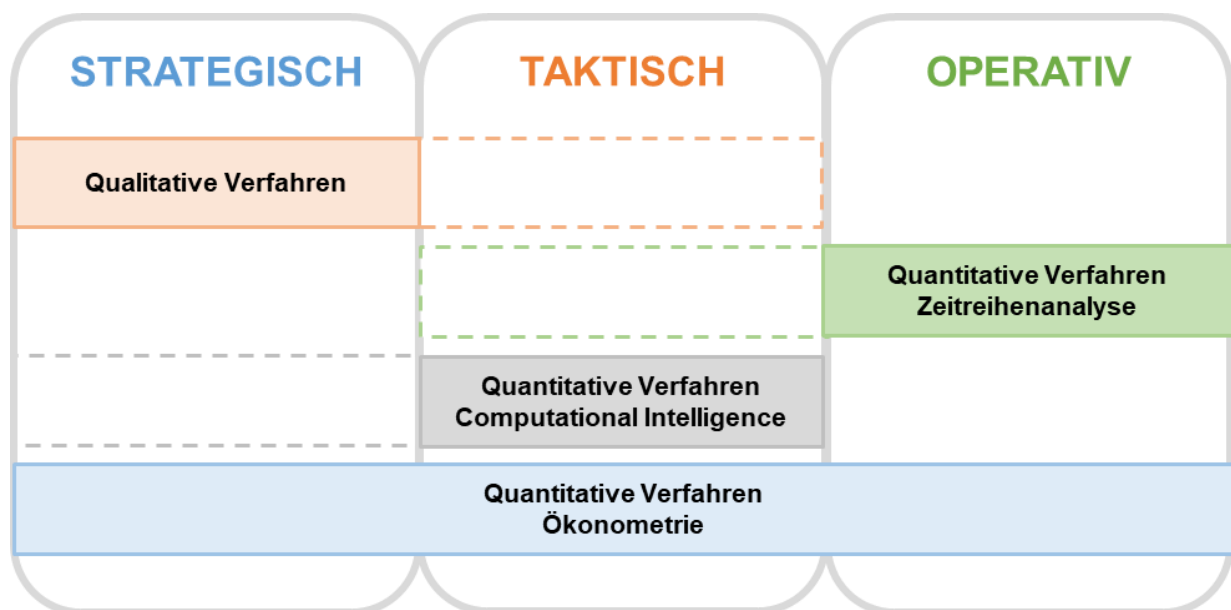 STRATEGISCH
TAKTISCH
OPERATIV
Qualitative Verfahren
Quantitative Verfahren
Zeitreihenanalyse
Quantitative Verfahren
Computational Intelligence
Quantitative Verfahren
Ökonometrie